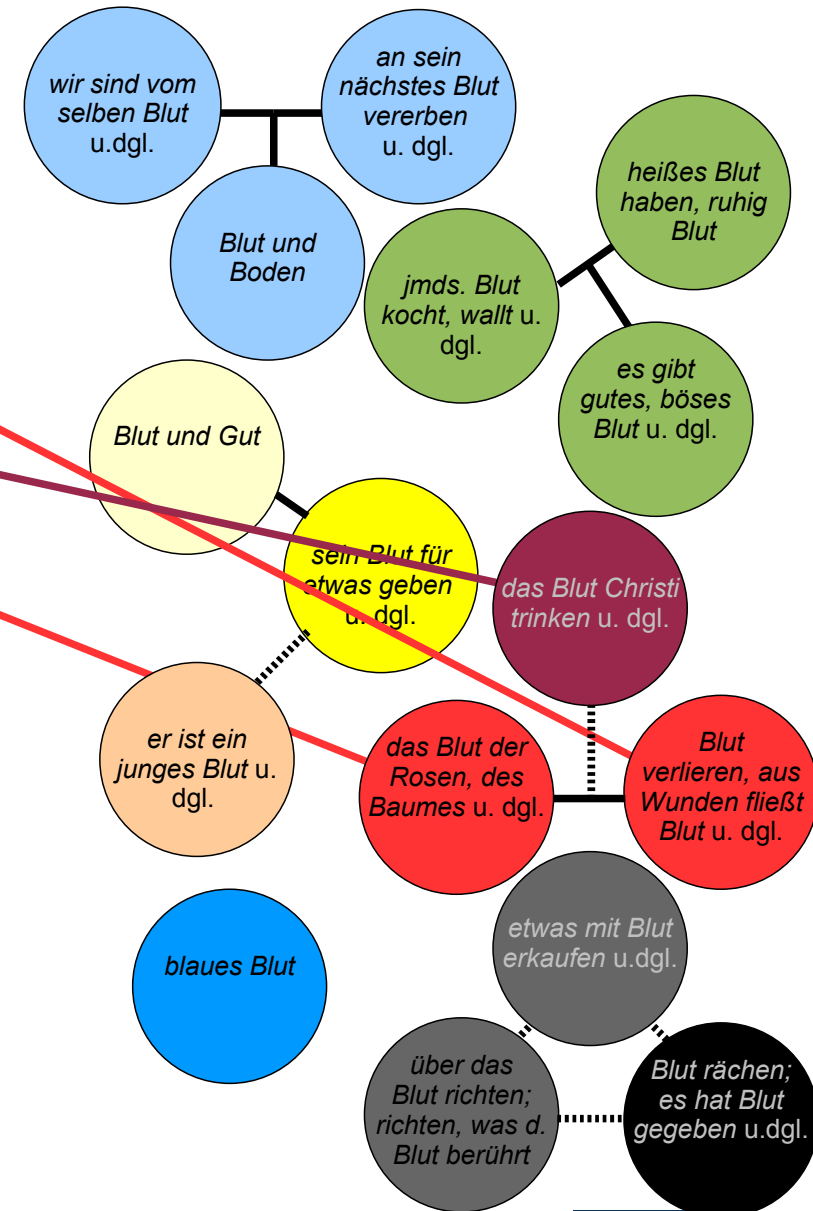 wir sind vom
selben Blut
u.dgl.
an sein
nächstes Blut
vererben
u. dgl.
Blut und
Boden
heißes Blut
haben, ruhig
Blut
jmds. Blut
kocht, wallt u.
dgl.
es gibt
gutes, böses
Blut u. dgl.
Blut und Gut
sein Blut für
etwas geben
u. dgl.
das Blut Christi
trinken u. dgl.
er ist ein
junges Blut u.
dgl.
das Blut der
Rosen, des
Baumes u. dgl.
Blut
verlieren, aus
Wunden fließt
Blut u. dgl.
blaues Blut
etwas mit Blut
erkaufen u.dgl.
über das
Blut richten;
richten, was d.
Blut berührt
Blut rächen;
es hat Blut
gegeben u.dgl.